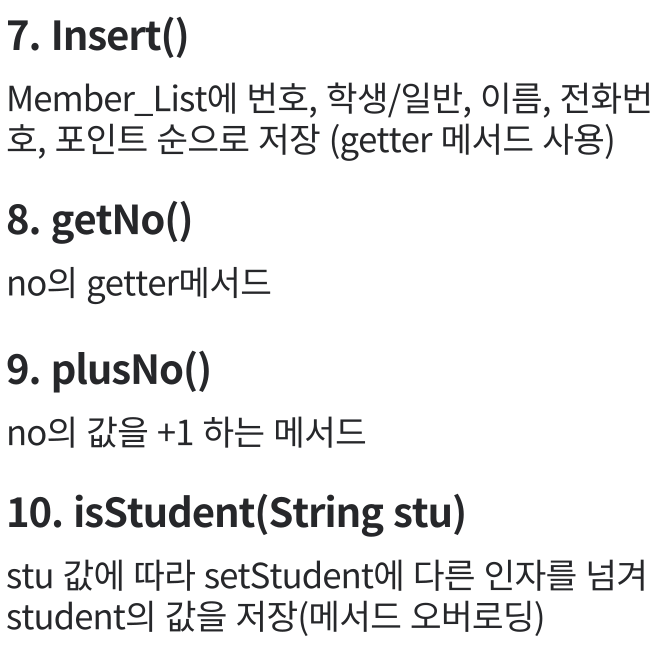 7. Insert()
Member_List에 번호, 학생/일반, 이름, 전화번
호, 포인트 순으로 저장 (getter 메서드 사용)
8. getNo()
no의 getter메서드
9. plusNo()
no의 값을 +1 하는 메서드
10. isStudent(String stu)
stu 값에 따라 setStudent에 다른 인자를 넘겨
student의 값을 저장(메서드 오버로딩)